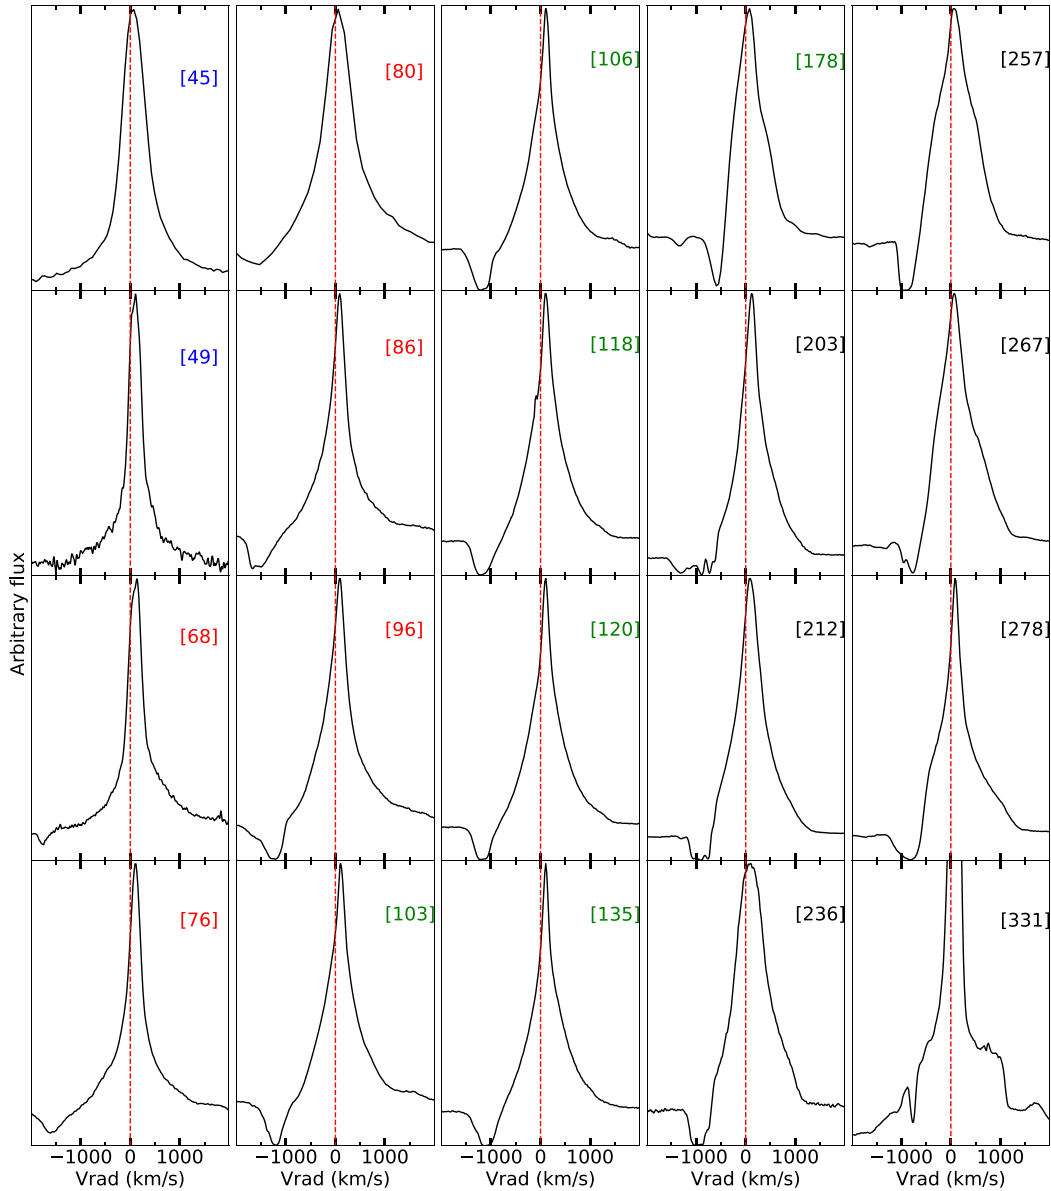 [45] [80] [106] [178] [257]
[49] [86] [118] [203] [267]
Arbitrary flux
[68] [96] [120] [212] [278]
[76] [103] [135] [236] [331]
−1000 0 1000 −1000 0 1000 −1000 0 1000 −1000 0 1000 −1000 0 1000
Vrad (km/s) Vrad (km/s) Vrad (km/s) Vrad (km/s) Vrad (km/s)